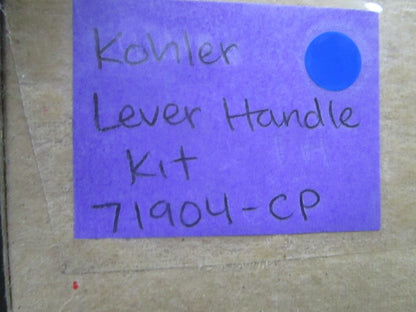 Kohler
Lever Handle
Kit
71904-CP